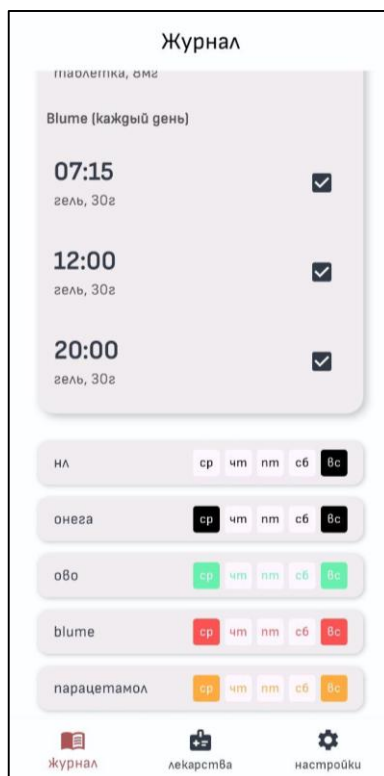 Журнал
таблетка, 8мг
Blume (каждый день)
07:15
гель, 30г
12:00
гель, 30г
20:00
гель, 30г
нл ср чт пт сб вс
онега ср чт пт сб вс
ово ср чт пт сб вс
blume ср чт пт сб вс
парацетамол ср чт пт сб вс
журнал лекарства настройки